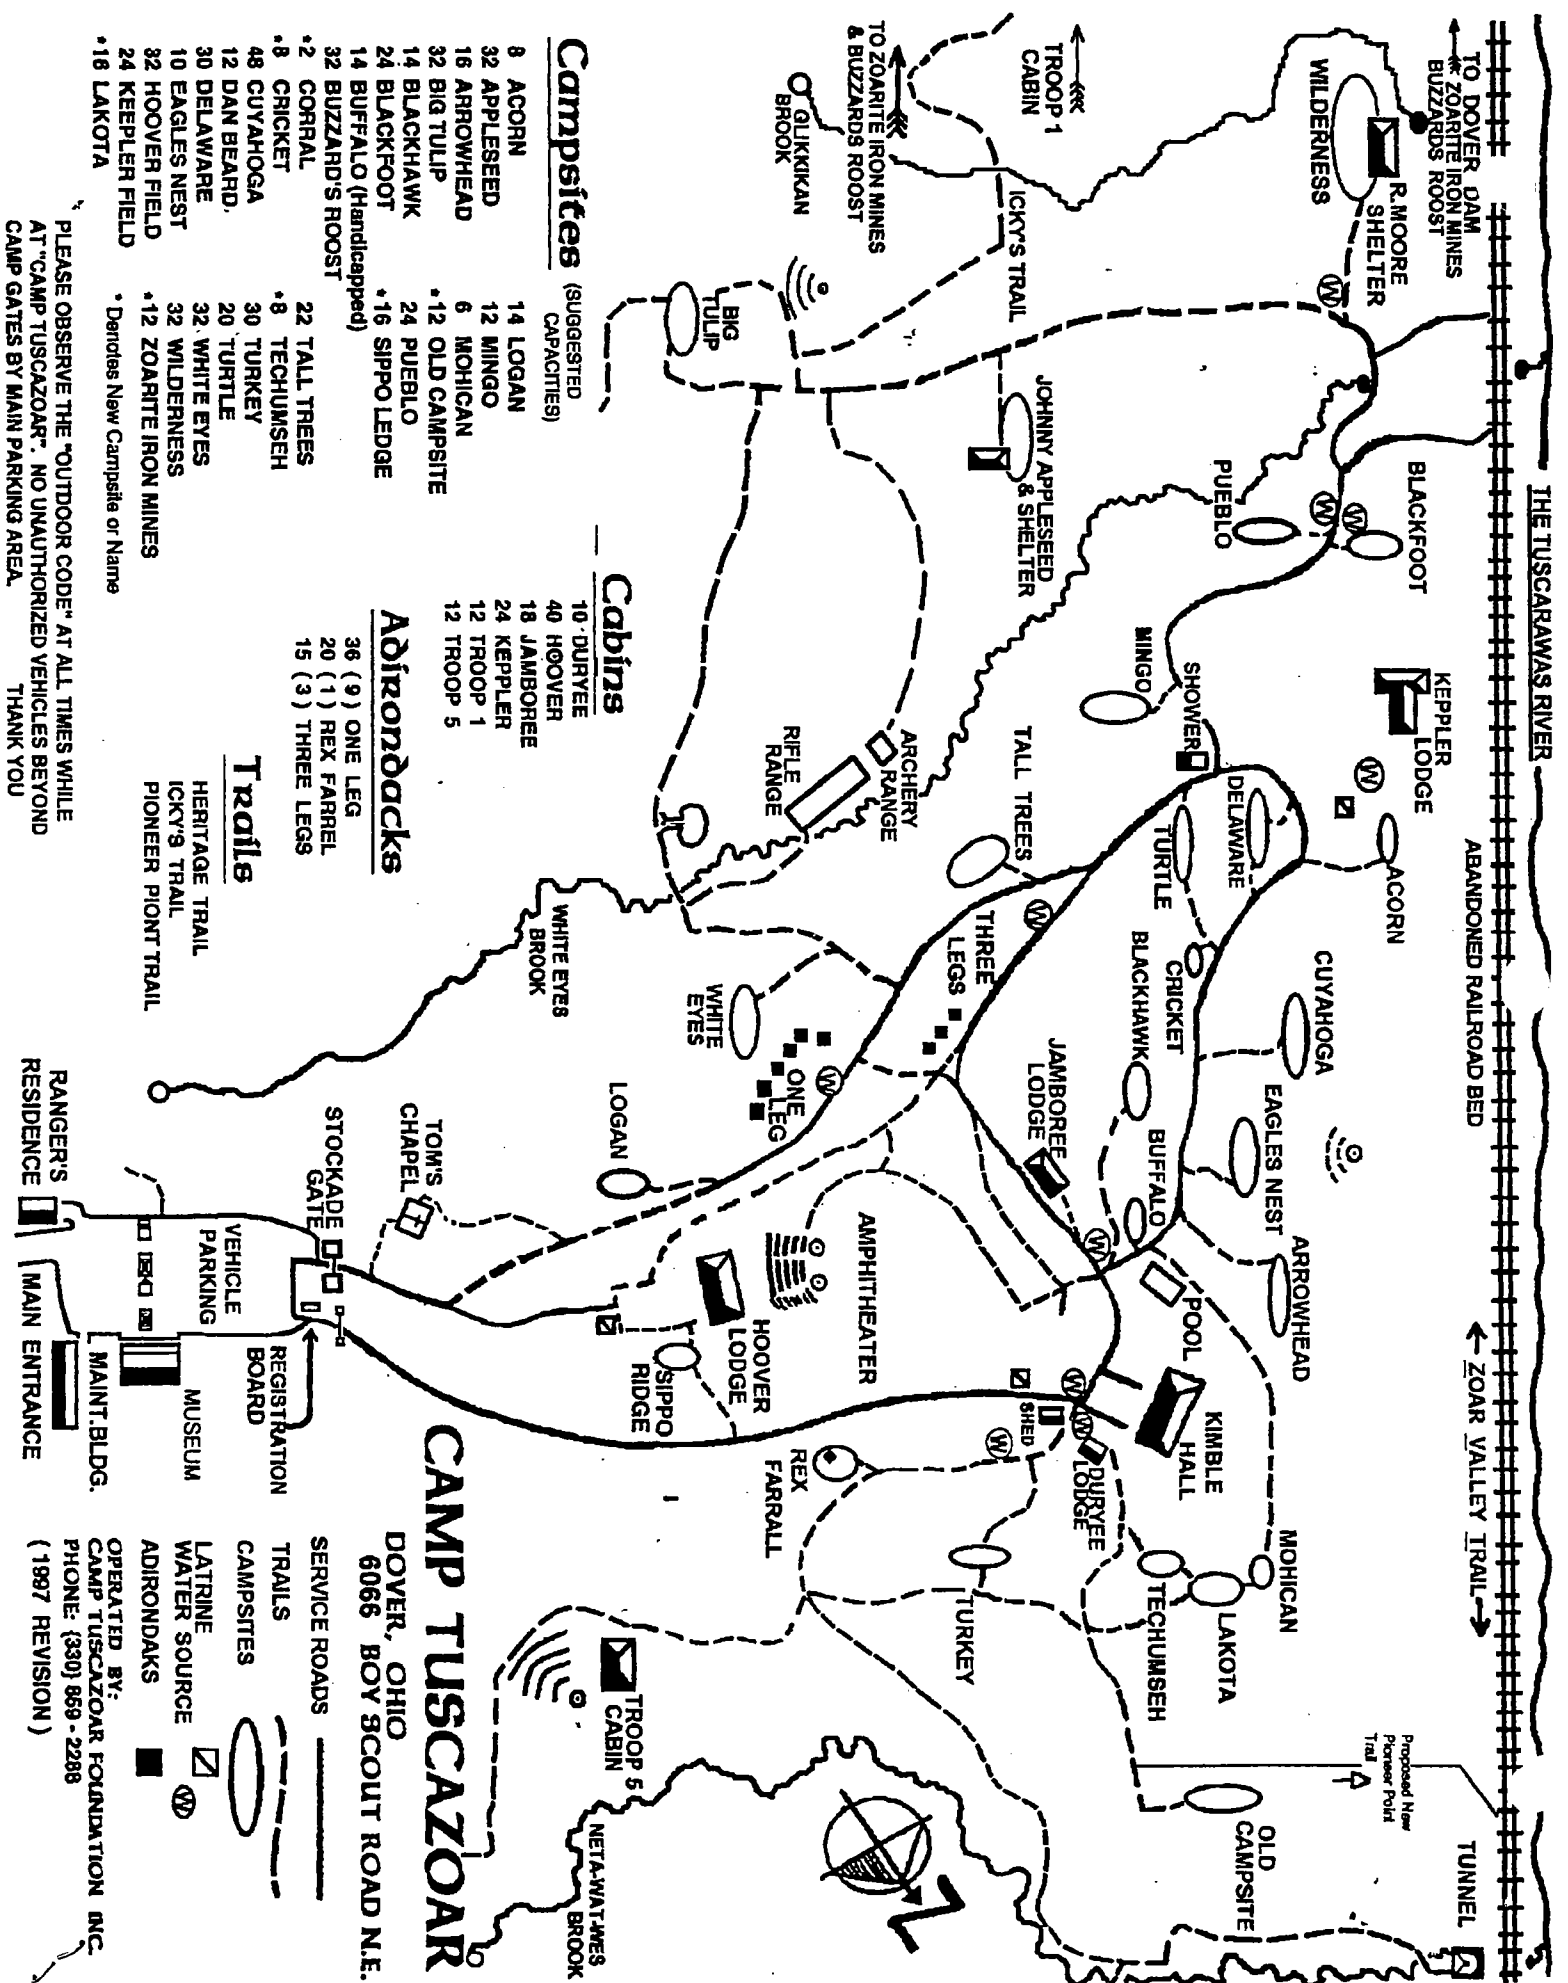 THE TUSCARAWAS RIVER
ABANDONED RAILROAD BED
← ZOAR VALLEY TRAIL →
TO DOVER DAM
ZOARITE IRON MINES
BUZZARDS ROOST
R.MOORE
SHELTER
WILDERNESS
BLACKFOOT
PUEBLO
KEPPLER
LODGE
ACORN
CUYAHOGA
EAGLES NEST
ARROWHEAD
MOHICAN
LAKOTA
TECHUMSEH
Proposed New
Pioneer Point
Trail
TUNNEL
OLD
CAMPSITE
TROOP 1
CABIN
TO ZOARITE IRON MINES
& BUZZARDS ROOST
ICKY'S TRAIL
GLIKKIKAN
BROOK
JOHNNY APPLESEED
& SHELTER
MINGO
SHOWER
DELAWARE
TURTLE
CRICKET
BLACKHAWK
BUFFALO
POOL
KIMBLE
HALL
DURYEE
LODGE
SHED
TURKEY
TALL TREES
THREE
LEGS
JAMBOREE
LODGE
ARCHERY
RANGE
RIFLE
RANGE
BIG
TULIP
WHITE
EYES
ONE
LEG
AMPHITHEATER
HOOVER
LODGE
SIPPO
RIDGE
REX
FARRALL
TROOP 5
CABIN
NETA-WAT-WES
BROOK
WHITE EYES
BROOK
LOGAN
TOM'S
CHAPEL
STOCKADE
GATE
VEHICLE
PARKING
REGISTRATION
BOARD
MUSEUM
MAINT.BLDG.
RANGER'S
RESIDENCE
MAIN ENTRANCE
W
W
W
W
W
W
W
W
W
W
N
Campsites (SUGGESTED
CAPACITIES)
8 ACORN
32 APPLESEED
16 ARROWHEAD
32 BIG TULIP
14 BLACKHAWK
24 BLACKFOOT
14 BUFFALO (Handicapped)
32 BUZZARD'S ROOST
*2 CORRAL
*8 CRICKET
48 CUYAHOGA
12 DAN BEARD.
30 DELAWARE
10 EAGLES NEST
32 HOOVER FIELD
24 KEEPLER FIELD
*16 LAKOTA
14 LOGAN
12 MINGO
6 MOHICAN
*12 OLD CAMPSITE
24 PUEBLO
*16 SIPPO LEDGE
22 TALL TREES
*8 TECHUMSEH
30 TURKEY
20 TURTLE
32 WHITE EYES
32 WILDERNESS
*12 ZOARITE IRON MINES
* Denotes New Campsite or Name
Cabins
10 DURYEE
40 HOOVER
18 JAMBOREE
24 KEPPLER
12 TROOP 1
12 TROOP 5
Adirondacks
36 (9) ONE LEG
20 (1) REX FARREL
15 (3) THREE LEGS
Trails
HERITAGE TRAIL
ICKY'S TRAIL
PIONEER PIONT TRAIL
PLEASE OBSERVE THE "OUTDOOR CODE" AT ALL TIMES WHILE
AT "CAMP TUSCAZOAR". NO UNAUTHORIZED VEHICLES BEYOND
CAMP GATES BY MAIN PARKING AREA. THANK YOU
CAMP TUSCAZOAR
DOVER, OHIO
6066 BOY SCOUT ROAD N.E.
SERVICE ROADS
TRAILS
CAMPSITES
LATRINE
WATER SOURCE W
ADIRONDAKS
OPERATED BY:
CAMP TUSCAZOAR FOUNDATION INC.
PHONE: (330) 859-2288
(1997 REVISION)